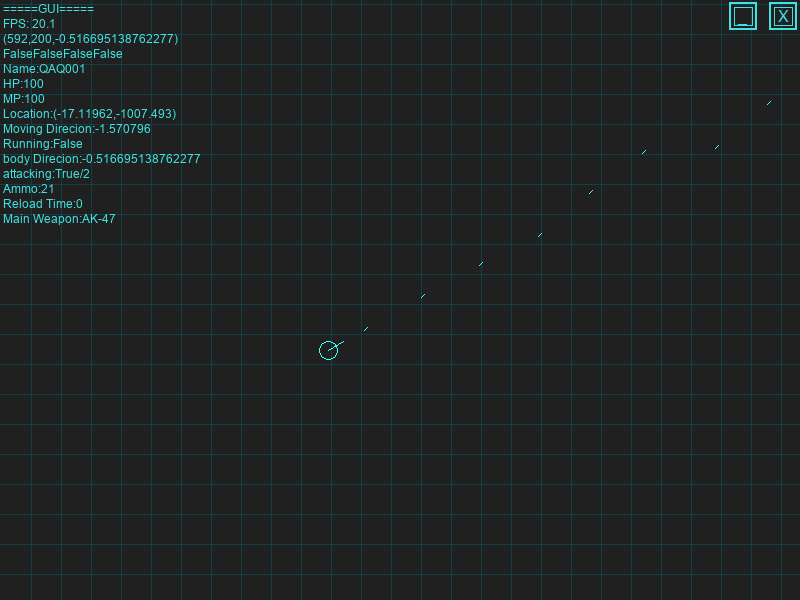 =====GUI=====
FPS: 20.1
(592,200,-0.516695138762277)
FalseFalseFalseFalse
Name:QAQ001
HP:100
MP:100
Location:(-17.11962,-1007.493)
Moving Direcion:-1.570796
Running:False
body Direcion:-0.516695138762277
attacking:True/2
Ammo:21
Reload Time:0
Main Weapon:AK-47
_ X